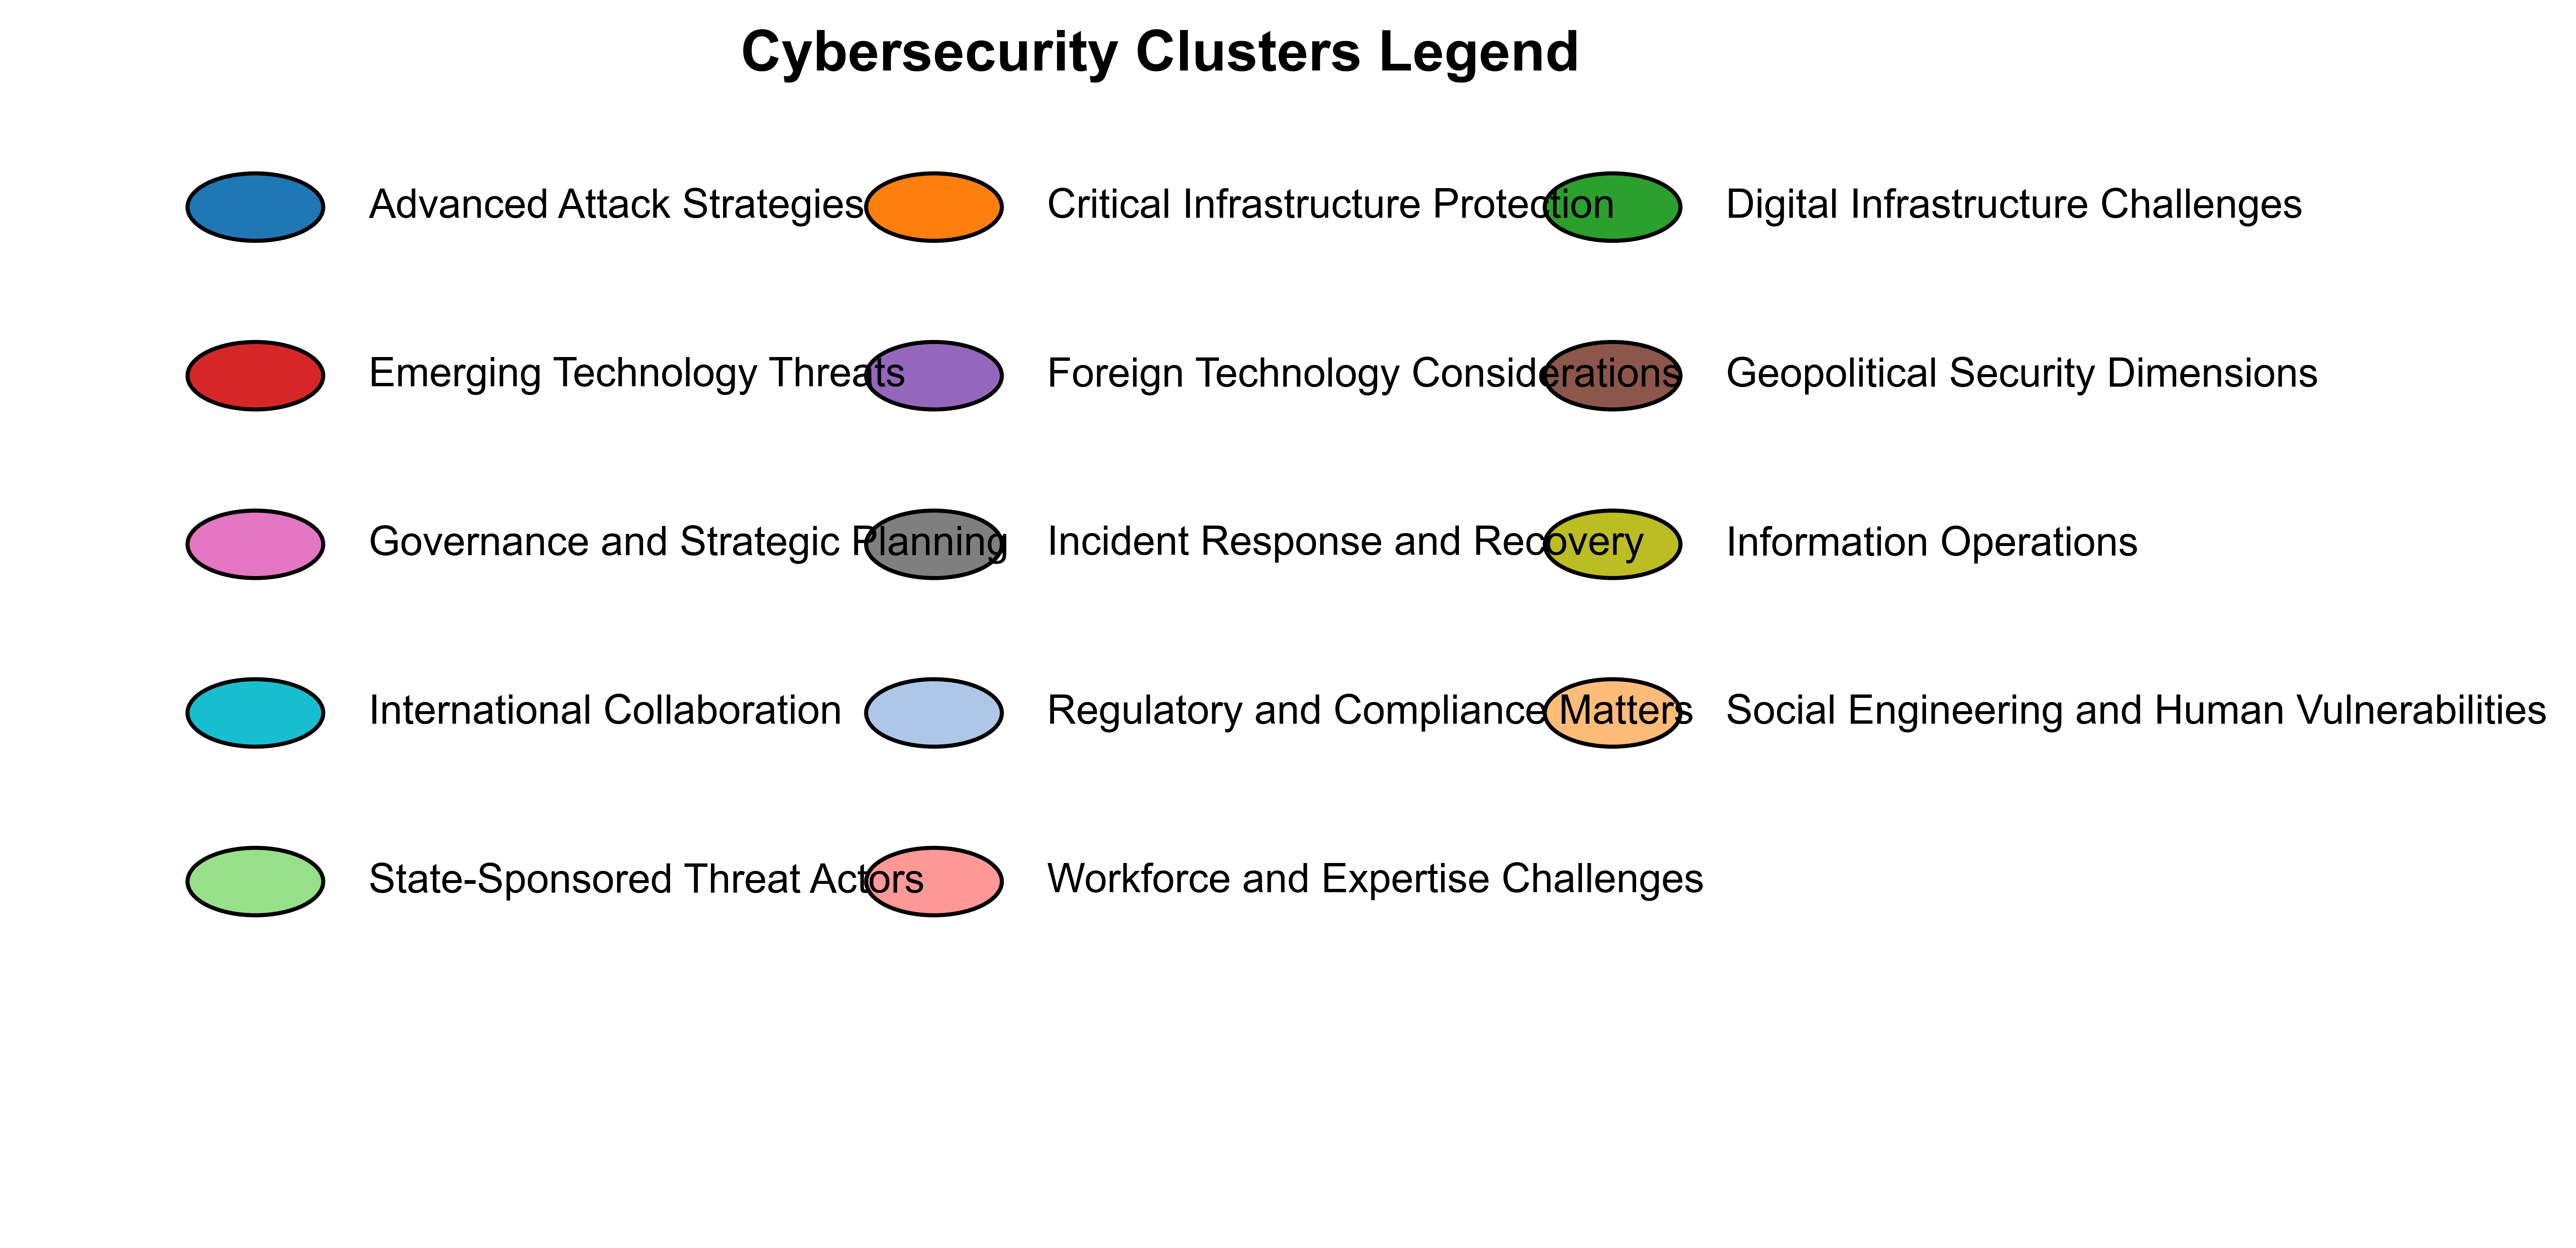 Cybersecurity Clusters Legend
Advanced Attack Strategies
Critical Infrastructure Protection
Digital Infrastructure Challenges
Emerging Technology Threats
Foreign Technology Considerations
Geopolitical Security Dimensions
Governance and Strategic Planning
Incident Response and Recovery
Information Operations
International Collaboration
Regulatory and Compliance Matters
Social Engineering and Human Vulnerabilities
State-Sponsored Threat Actors
Workforce and Expertise Challenges